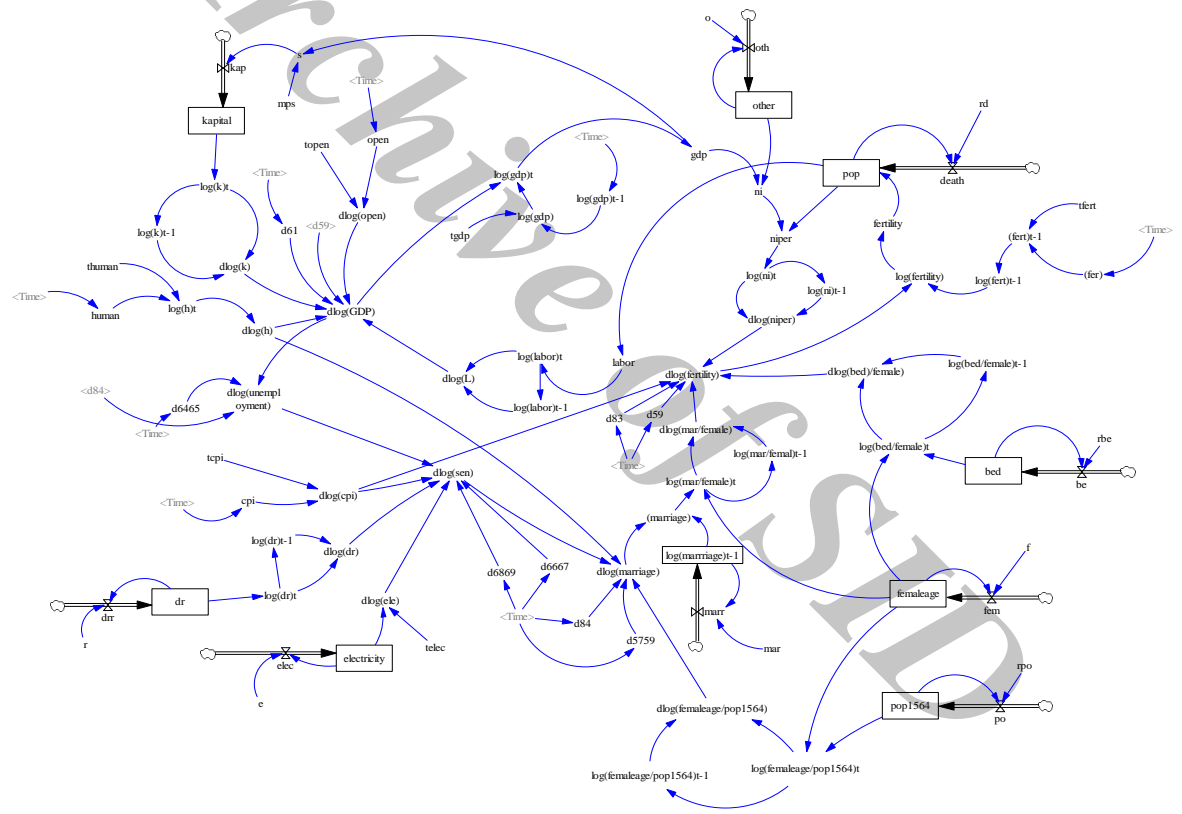 o
oth
kap
s
<Time>
mps
kapital
other
rd
open
topen
<Time>
gdp
pop
death
<Time>
log(gdp)t
log(k)t
ni
log(gdp)t-1
tfert
dlog(open)
log(gdp)
<d59>
fertility
d61
log(k)t-1
tgdp
niper
(fert)t-1
<Time>
thuman
dlog(k)
log(ni)t
log(fertility)
(fer)
log(fert)t-1
log(ni)t-1
<Time>
human
log(h)t
dlog(GDP)
dlog(niper)
dlog(h)
log(labor)t
labor
log(bed/female)t-1
dlog(L)
dlog(fertility)
dlog(bed)/female)
<d84>
dlog(unempl
oyment)
d6465
log(labor)t-1
d83
d59
<Time>
dlog(mar/female)
log(mar/femal)t-1
log(bed/female)t
rbe
tcpi
<Time>
dlog(sen)
bed
be
log(mar/female)t
<Time>
cpi
dlog(cpi)
(marriage)
log(dr)t-1
dlog(dr)
log(marrriage)t-1
f
d6869
d6667
dlog(marriage)
dr
log(dr)t
dlog(ele)
femaleage
fem
drr
<Time>
d84
marr
r
telec
d5759
mar
electricity
elec
rpo
e
dlog(femaleage/pop1564)
pop1564
po
log(femaleage/pop1564)t-1
log(femaleage/pop1564)t
Archive of SID